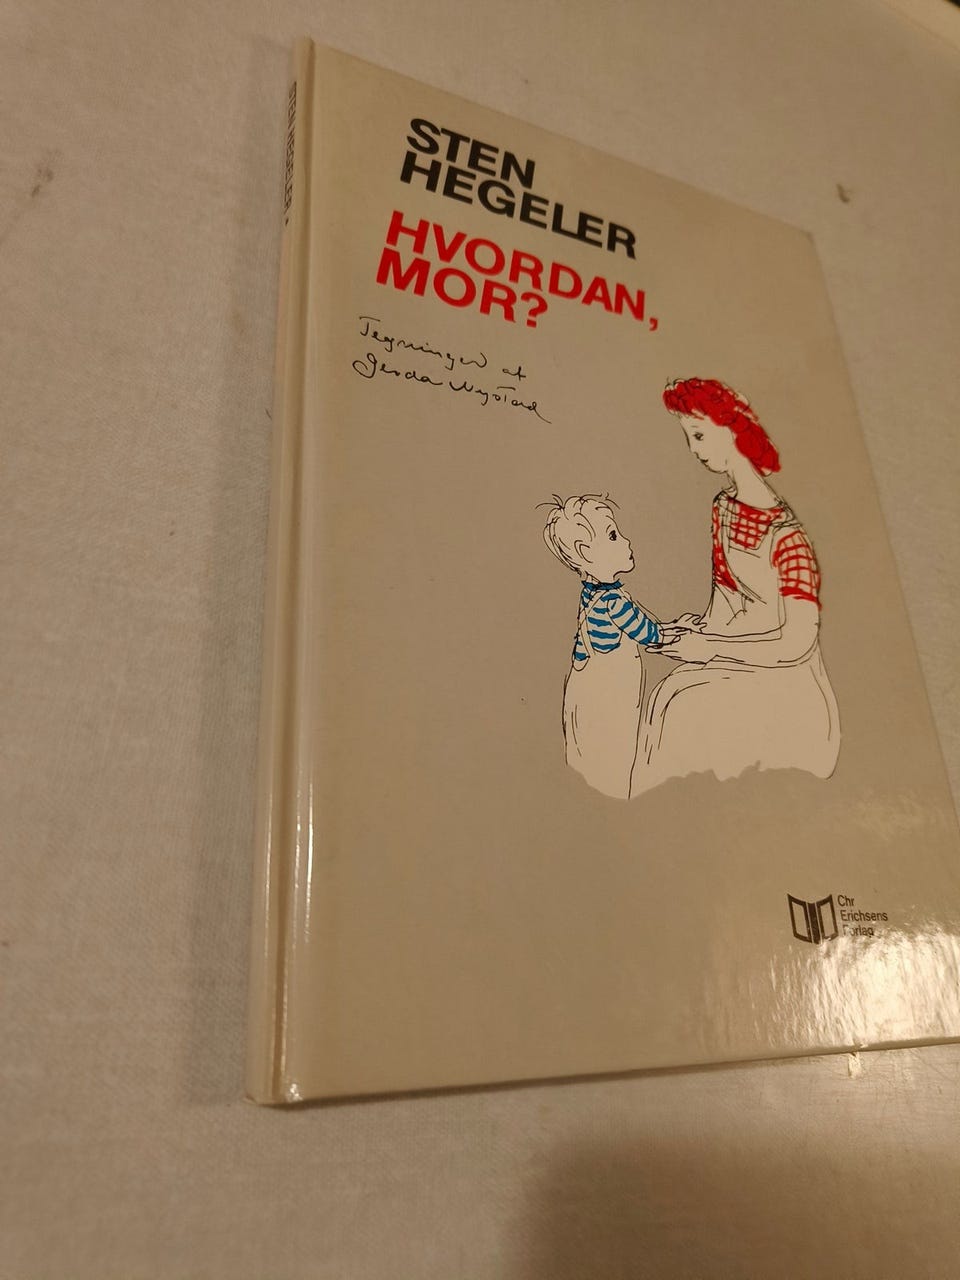 STEN
HEGELER
HVORDAN,
MOR?
Tegninger af
Gerda Nystad
Chr
Erichsens
Forlag
STEN HEGELER